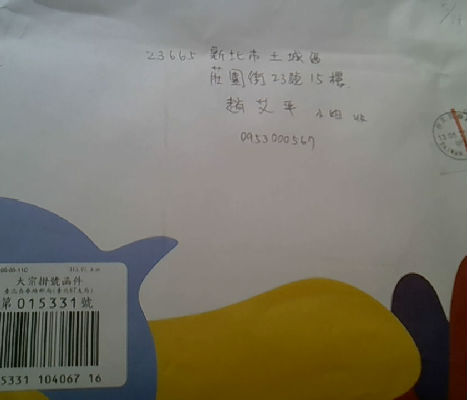 23665 新北市土城區
莊園街23號15樓
趙艾平 小姐 收
0953000567
大宗掛號函件
第015331號
5331 104067 16